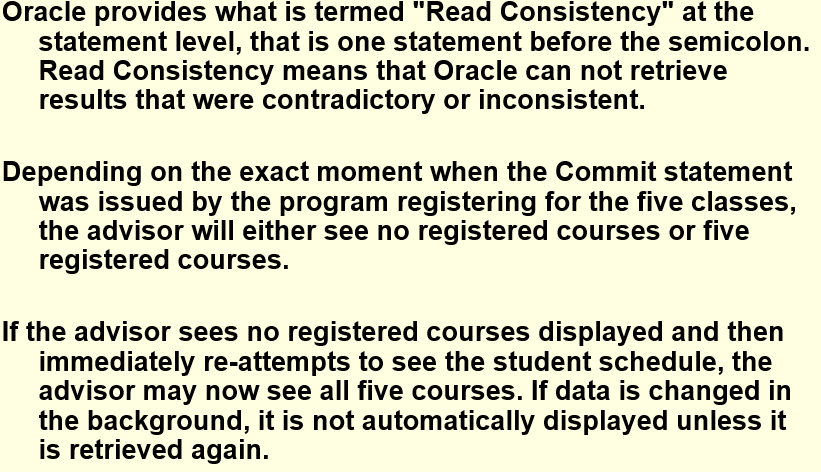 Oracle provides what is termed "Read Consistency" at the
statement level, that is one statement before the semicolon.
Read Consistency means that Oracle can not retrieve
results that were contradictory or inconsistent.
Depending on the exact moment when the Commit statement
was issued by the program registering for the five classes,
the advisor will either see no registered courses or five
registered courses.
If the advisor sees no registered courses displayed and then
immediately re-attempts to see the student schedule, the
advisor may now see all five courses. If data is changed in
the background, it is not automatically displayed unless it
is retrieved again.